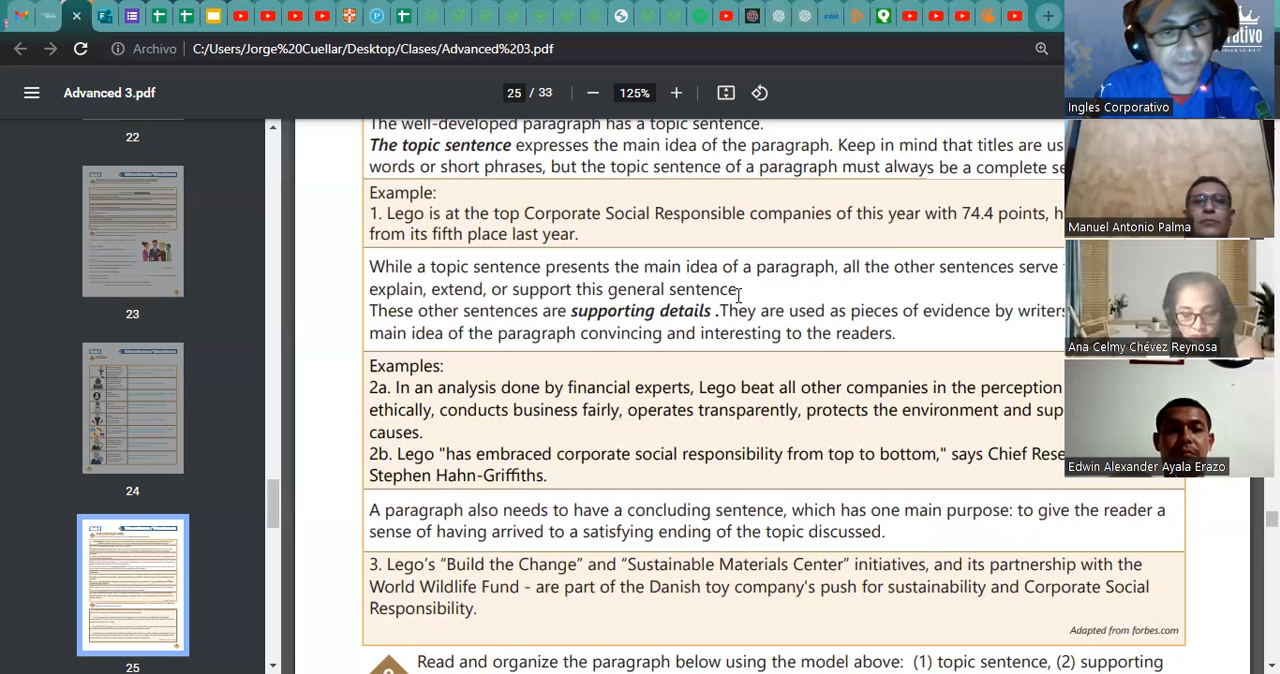 Archivo
C:/Users/Jorge%20Cuellar/Desktop/Clases/Advanced%203.pdf
Advanced 3.pdf
25 / 33
125%
22
23
24
25
The well-developed paragraph has a topic sentence.
The topic sentence expresses the main idea of the paragraph. Keep in mind that titles are us
words or short phrases, but the topic sentence of a paragraph must always be a complete se
Example:
1. Lego is at the top Corporate Social Responsible companies of this year with 74.4 points, h
from its fifth place last year.
While a topic sentence presents the main idea of a paragraph, all the other sentences serve
explain, extend, or support this general sentence.
These other sentences are supporting details .They are used as pieces of evidence by writers
main idea of the paragraph convincing and interesting to the readers.
Examples:
2a. In an analysis done by financial experts, Lego beat all other companies in the perception
ethically, conducts business fairly, operates transparently, protects the environment and sup
causes.
2b. Lego "has embraced corporate social responsibility from top to bottom," says Chief Rese
Stephen Hahn-Griffiths.
A paragraph also needs to have a concluding sentence, which has one main purpose: to give the reader a
sense of having arrived to a satisfying ending of the topic discussed.
3. Lego's “Build the Change” and “Sustainable Materials Center” initiatives, and its partnership with the
World Wildlife Fund - are part of the Danish toy company's push for sustainability and Corporate Social
Responsibility.
Adapted from forbes.com
Read and organize the paragraph below using the model above: (1) topic sentence, (2) supporting
Ingles Corporativo
Manuel Antonio Palma
Ana Celmy Chévez Reynosa
Edwin Alexander Ayala Erazo